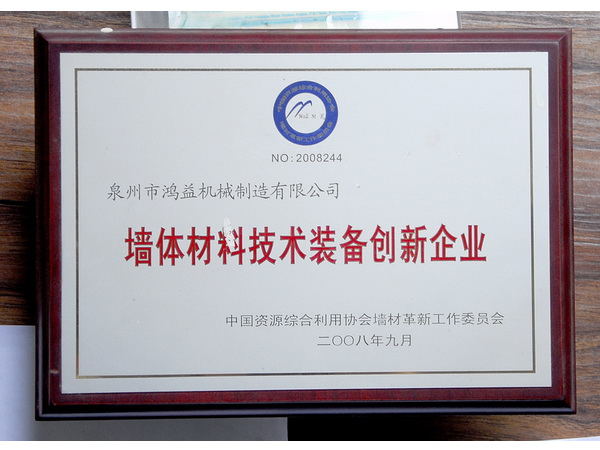 NO:2008244
泉州市鸿益机械制造有限公司
墙体材料技术装备创新企业
中国资源综合利用协会墙材革新工作委员会
二〇〇八年九月